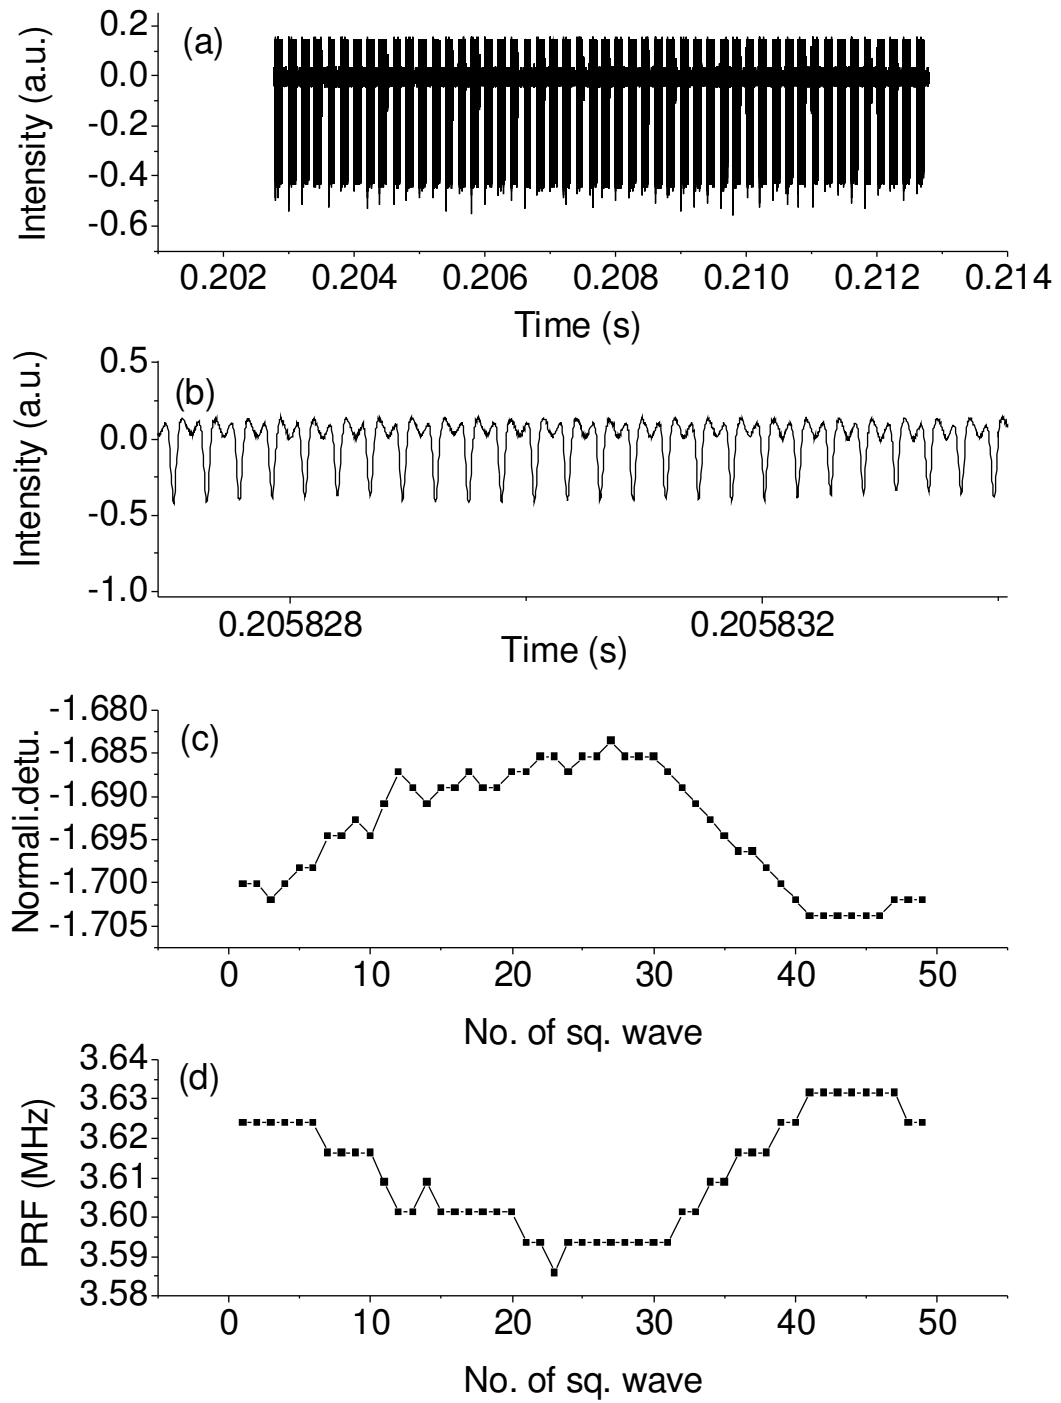 0.2
0.0
-0.2
-0.4
-0.6
Intensity (a.u.)
(a)
0.202 0.204 0.206 0.208 0.210 0.212 0.214
Time (s)
0.5
0.0
-0.5
-1.0
Intensity (a.u.)
(b)
0.205828 0.205832
Time (s)
-1.680
-1.685
-1.690
-1.695
-1.700
-1.705
Normali.detu.
(c)
0 10 20 30 40 50
No. of sq. wave
3.64
3.63
3.62
3.61
3.60
3.59
3.58
PRF (MHz)
(d)
0 10 20 30 40 50
No. of sq. wave